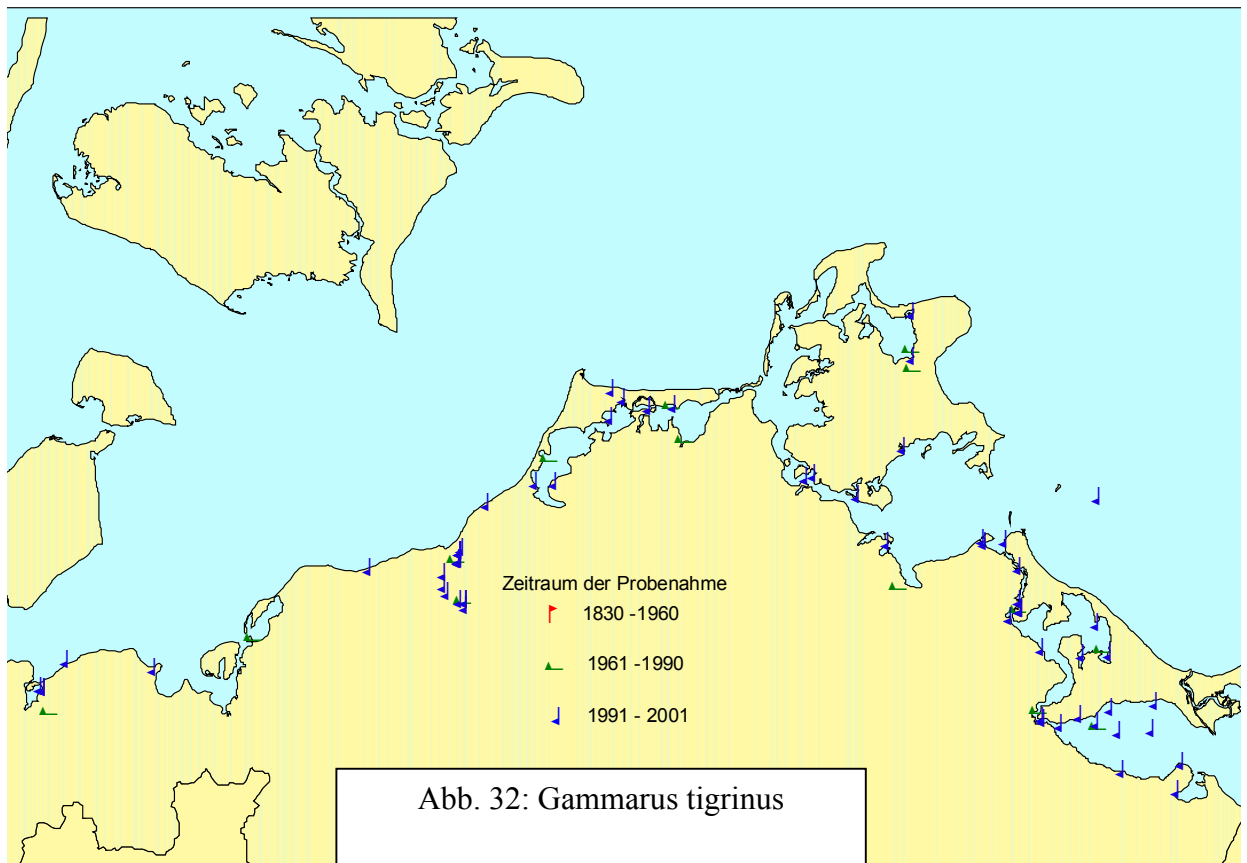 Zeitraum der Probenahme
1830 -1960
1961 -1990
1991 - 2001
Abb. 32: Gammarus tigrinus